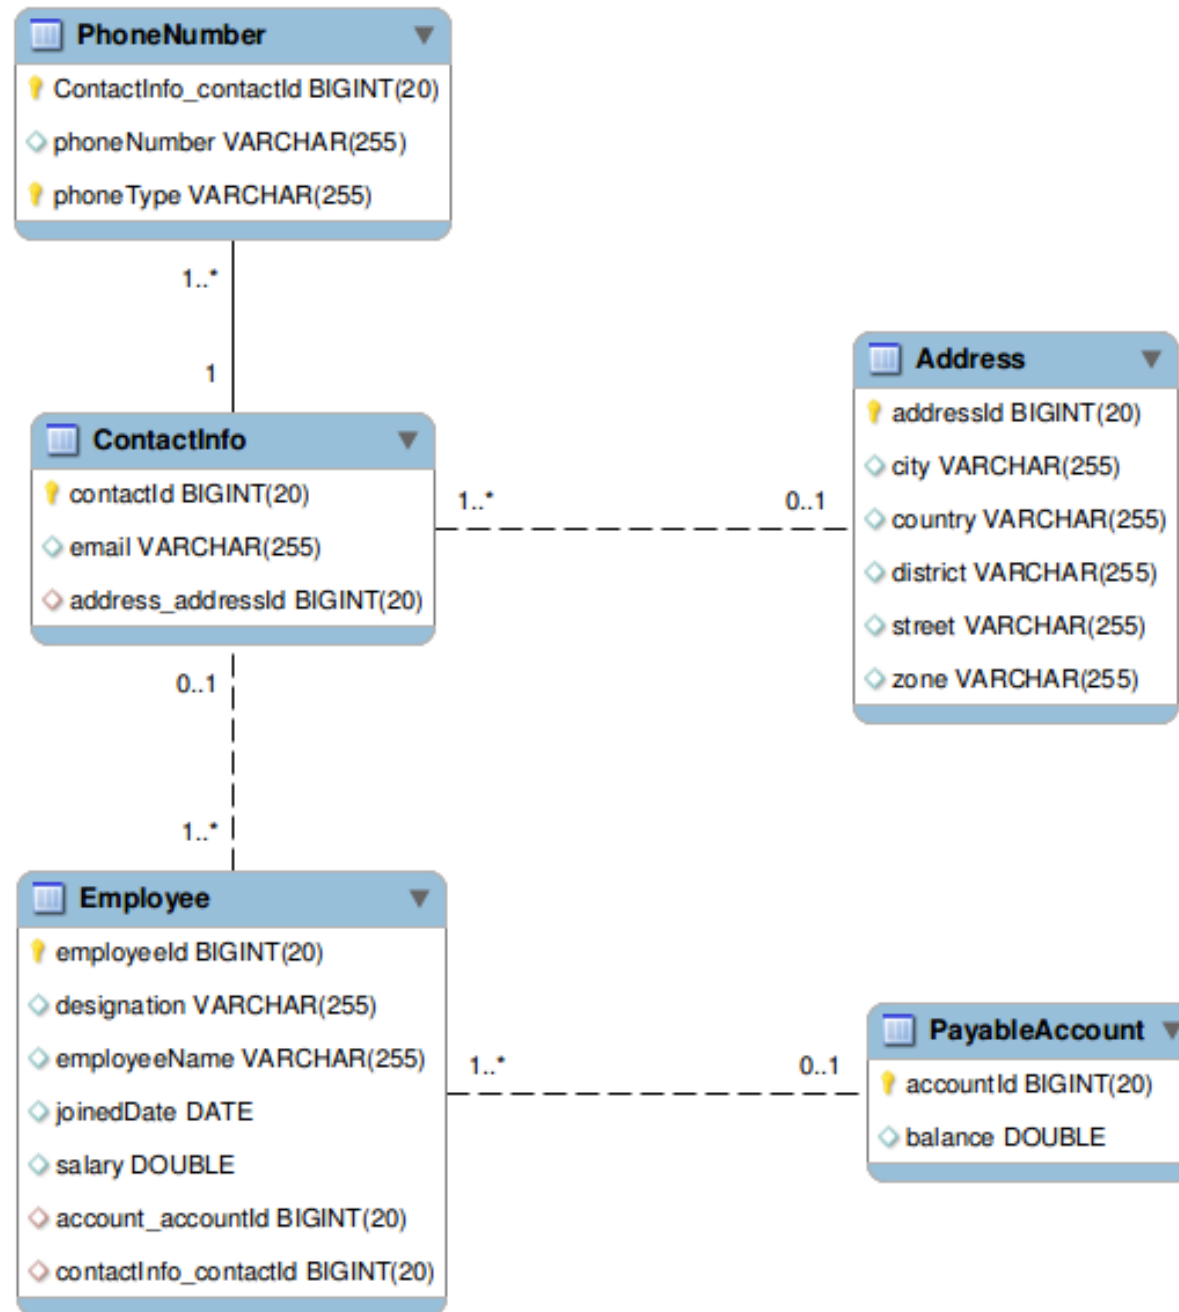 PhoneNumber
ContactInfo_contactId BIGINT(20)
phoneNumber VARCHAR(255)
phoneType VARCHAR(255)
1..*
1
ContactInfo
contactId BIGINT(20)
email VARCHAR(255)
address_addressId BIGINT(20)
1..*
0..1
Address
addressId BIGINT(20)
city VARCHAR(255)
country VARCHAR(255)
district VARCHAR(255)
street VARCHAR(255)
zone VARCHAR(255)
0..1
1..*
Employee
employeeId BIGINT(20)
designation VARCHAR(255)
employeeName VARCHAR(255)
joinedDate DATE
salary DOUBLE
account_accountId BIGINT(20)
contactInfo_contactId BIGINT(20)
1..*
0..1
PayableAccount
accountId BIGINT(20)
balance DOUBLE